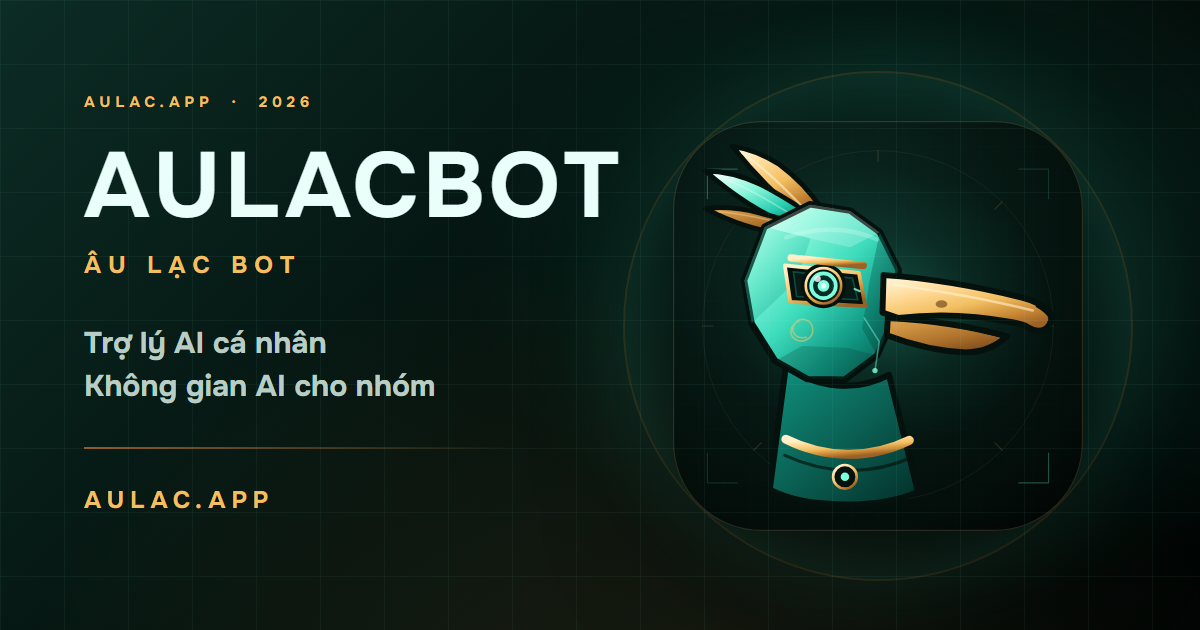 AULAC.APP · 2026
AULACBOT
ÂU LẠC BOT
Trợ lý AI cá nhân
Không gian AI cho nhóm
AULAC.APP